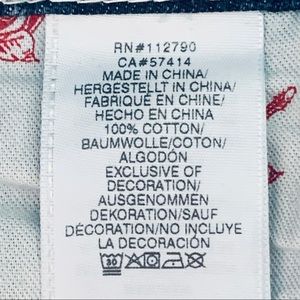 RN#112790
CA#57414
MADE IN CHINA/
HERGESTELLT IN CHINA/
FABRIQUÉ EN CHINE/
HECHO EN CHINA
100% COTTON/
BAUMWOLLE/COTON/
ALGODÓN
EXCLUSIVE OF
DECORATION/
AUSGENOMMEN
DEKORATION/SAUF
DÉCORATION/NO INCLUYE
LA DECORACIÓN